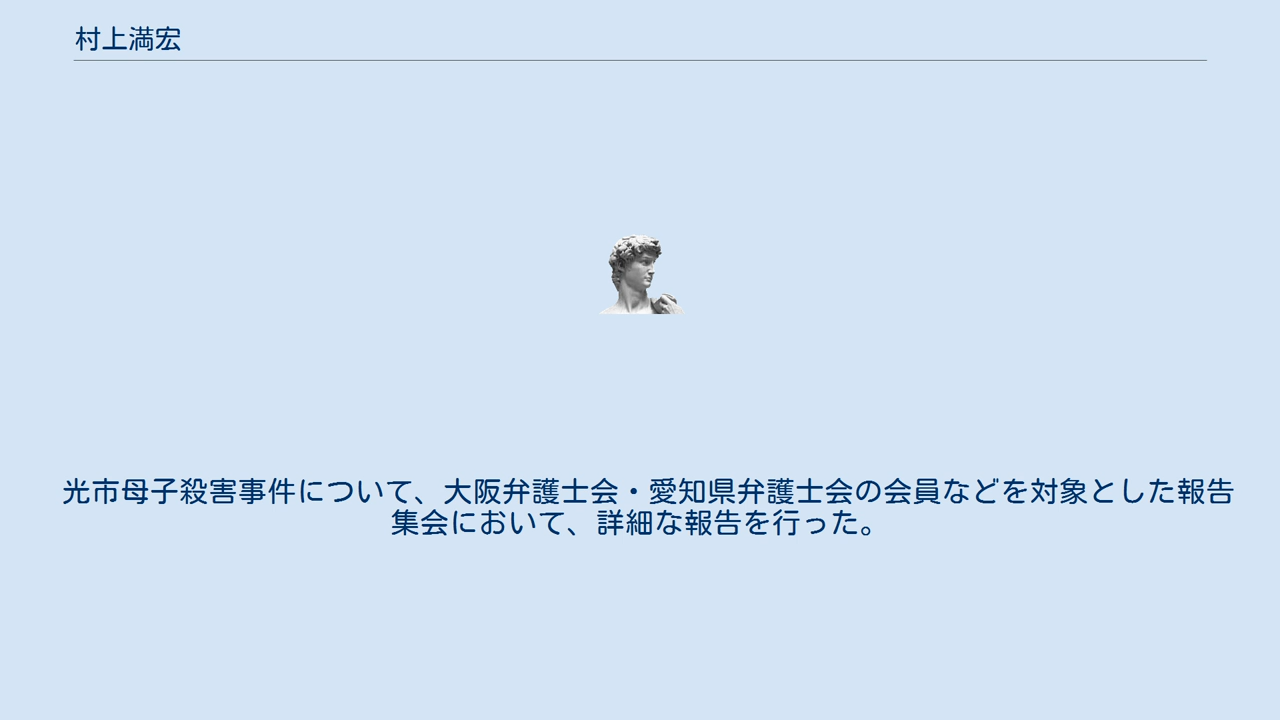 村上満宏
光市母子殺害事件について、大阪弁護士会・愛知県弁護士会の会員などを対象とした報告
集会において、詳細な報告を行った。